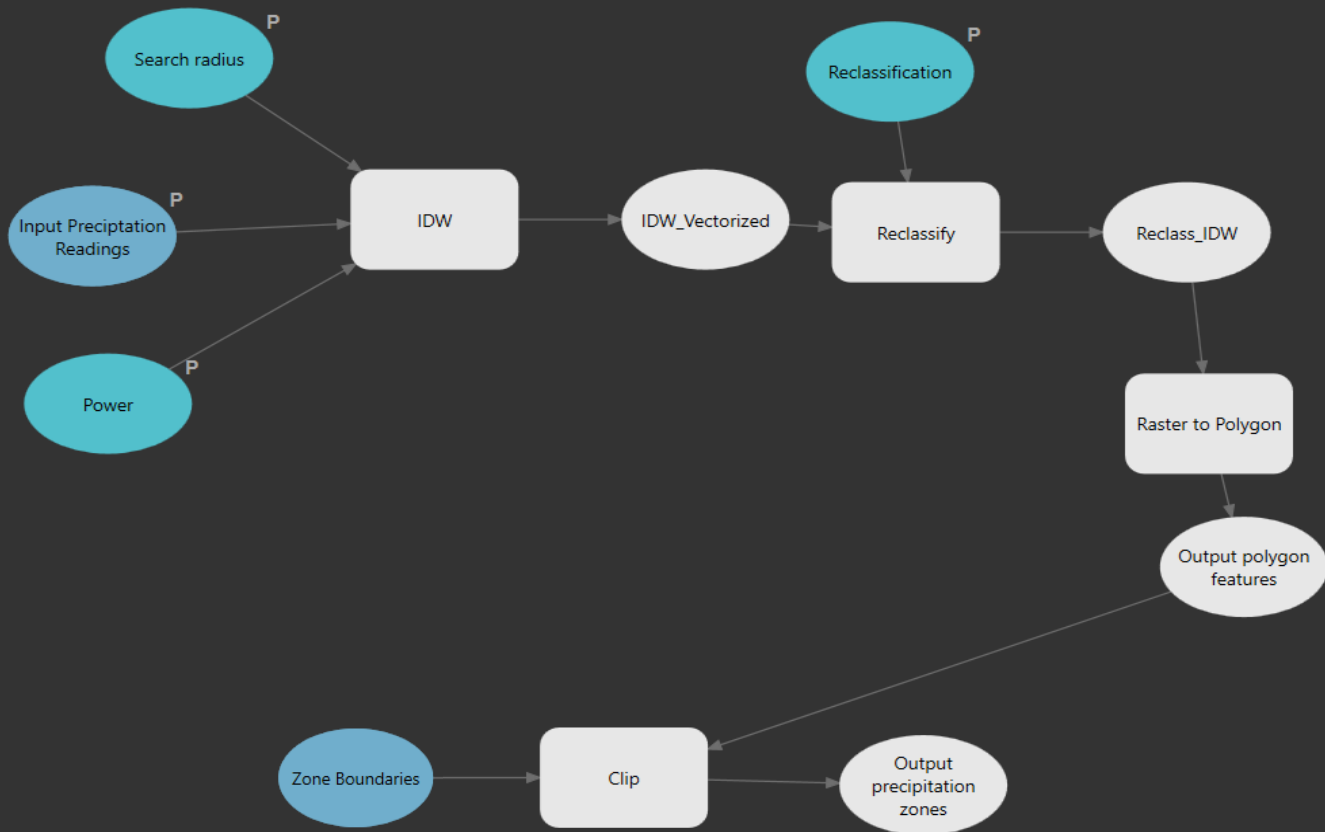 P
Search radius
P
Reclassification
P
Input Preciptation
Readings
IDW
IDW_Vectorized
Reclassify
Reclass_IDW
P
Power
Raster to Polygon
Output polygon
features
Zone Boundaries
Clip
Output
precipitation
zones